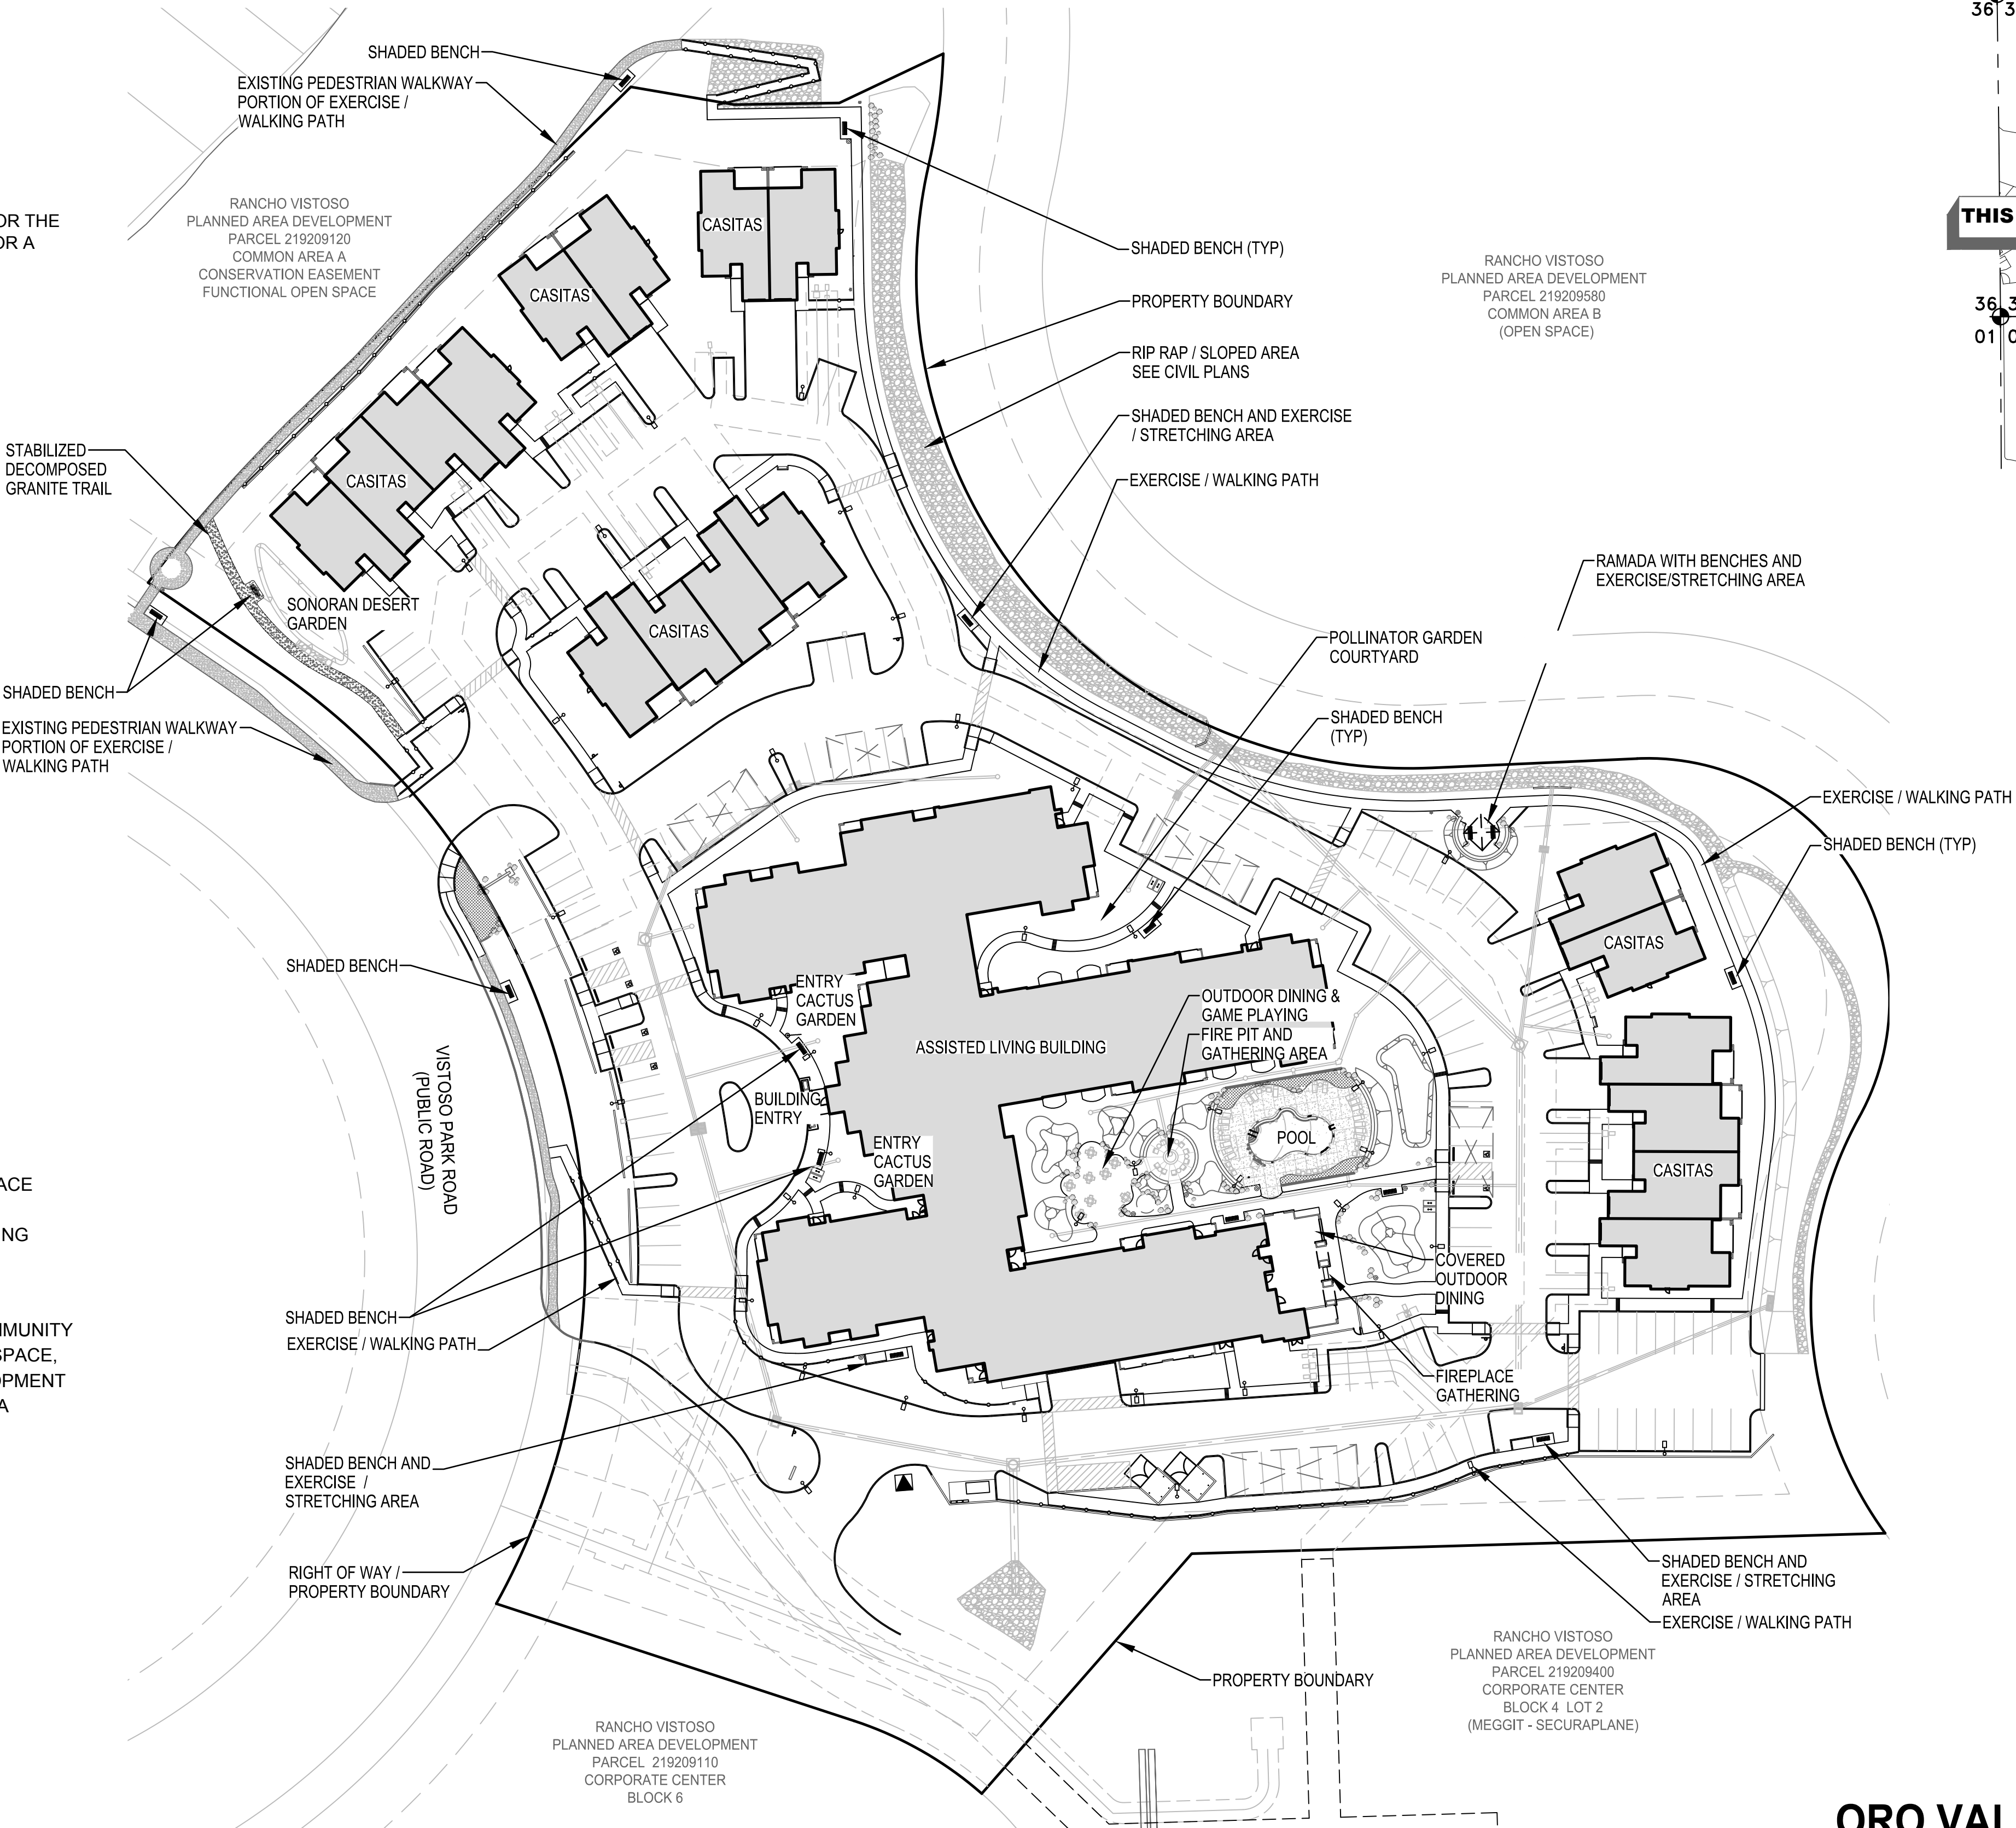 SHADED BENCH
EXISTING PEDESTRIAN WALKWAY
PORTION OF EXERCISE /
WALKING PATH
RANCHO VISTOSO
PLANNED AREA DEVELOPMENT
PARCEL 219209120
COMMON AREA A
CONSERVATION EASEMENT
FUNCTIONAL OPEN SPACE
OR THE
OR A
CASITAS
CASITAS
CASITAS
CASITAS
SHADED BENCH (TYP)
PROPERTY BOUNDARY
RIP RAP / SLOPED AREA
SEE CIVIL PLANS
SHADED BENCH AND EXERCISE
/ STRETCHING AREA
EXERCISE / WALKING PATH
RANCHO VISTOSO
PLANNED AREA DEVELOPMENT
PARCEL 219209580
COMMON AREA B
(OPEN SPACE)
36 3
THIS
36 3
01 0
STABILIZED
DECOMPOSED
GRANITE TRAIL
SONORAN DESERT
GARDEN
SHADED BENCH
EXISTING PEDESTRIAN WALKWAY
PORTION OF EXERCISE /
WALKING PATH
RAMADA WITH BENCHES AND
EXERCISE/STRETCHING AREA
POLLINATOR GARDEN
COURTYARD
SHADED BENCH
(TYP)
EXERCISE / WALKING PATH
SHADED BENCH (TYP)
CASITAS
CASITAS
SHADED BENCH
ENTRY
CACTUS
GARDEN
ASSISTED LIVING BUILDING
OUTDOOR DINING &
GAME PLAYING
FIRE PIT AND
GATHERING AREA
BUILDING
ENTRY
ENTRY
CACTUS
GARDEN
POOL
VISTOSO PARK ROAD
(PUBLIC ROAD)
ACE
NG
MMUNITY
SPACE,
OPMENT
A
COVERED
OUTDOOR
DINING
FIREPLACE
GATHERING
SHADED BENCH
EXERCISE / WALKING PATH
SHADED BENCH AND
EXERCISE /
STRETCHING AREA
RIGHT OF WAY /
PROPERTY BOUNDARY
SHADED BENCH AND
EXERCISE / STRETCHING
AREA
EXERCISE / WALKING PATH
PROPERTY BOUNDARY
RANCHO VISTOSO
PLANNED AREA DEVELOPMENT
PARCEL 219209400
CORPORATE CENTER
BLOCK 4 LOT 2
(MEGGIT - SECURAPLANE)
RANCHO VISTOSO
PLANNED AREA DEVELOPMENT
PARCEL 219209110
CORPORATE CENTER
BLOCK 6
ORO VAL